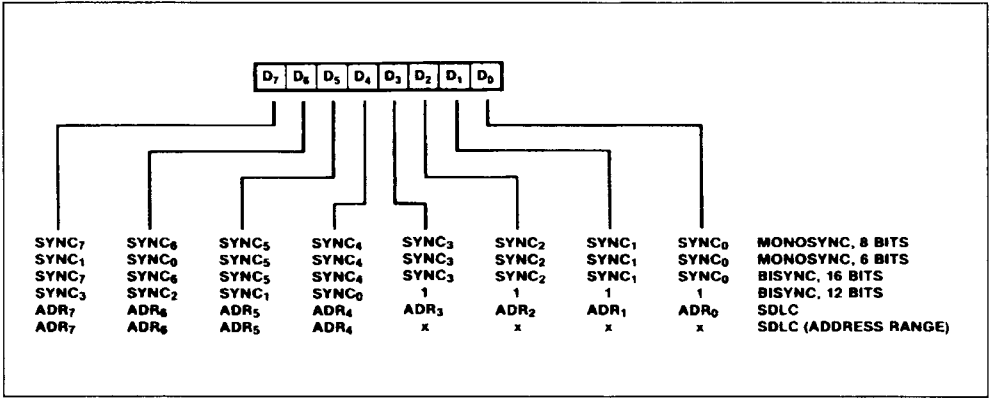 D₇ D₆ D₅ D₄ D₃ D₂ D₁ D₀
SYNC₇ SYNC₆ SYNC₅ SYNC₄ SYNC₃ SYNC₂ SYNC₁ SYNC₀ MONOSYNC, 8 BITS
SYNC₁ SYNC₀ SYNC₅ SYNC₄ SYNC₃ SYNC₂ SYNC₁ SYNC₀ MONOSYNC, 6 BITS
SYNC₇ SYNC₆ SYNC₅ SYNC₄ SYNC₃ SYNC₂ SYNC₁ SYNC₀ BISYNC, 16 BITS
SYNC₃ SYNC₂ SYNC₁ SYNC₀ 1 1 1 1 BISYNC, 12 BITS
ADR₇ ADR₆ ADR₅ ADR₄ ADR₃ ADR₂ ADR₁ ADR₀ SDLC
ADR₇ ADR₆ ADR₅ ADR₄ x x x x SDLC (ADDRESS RANGE)